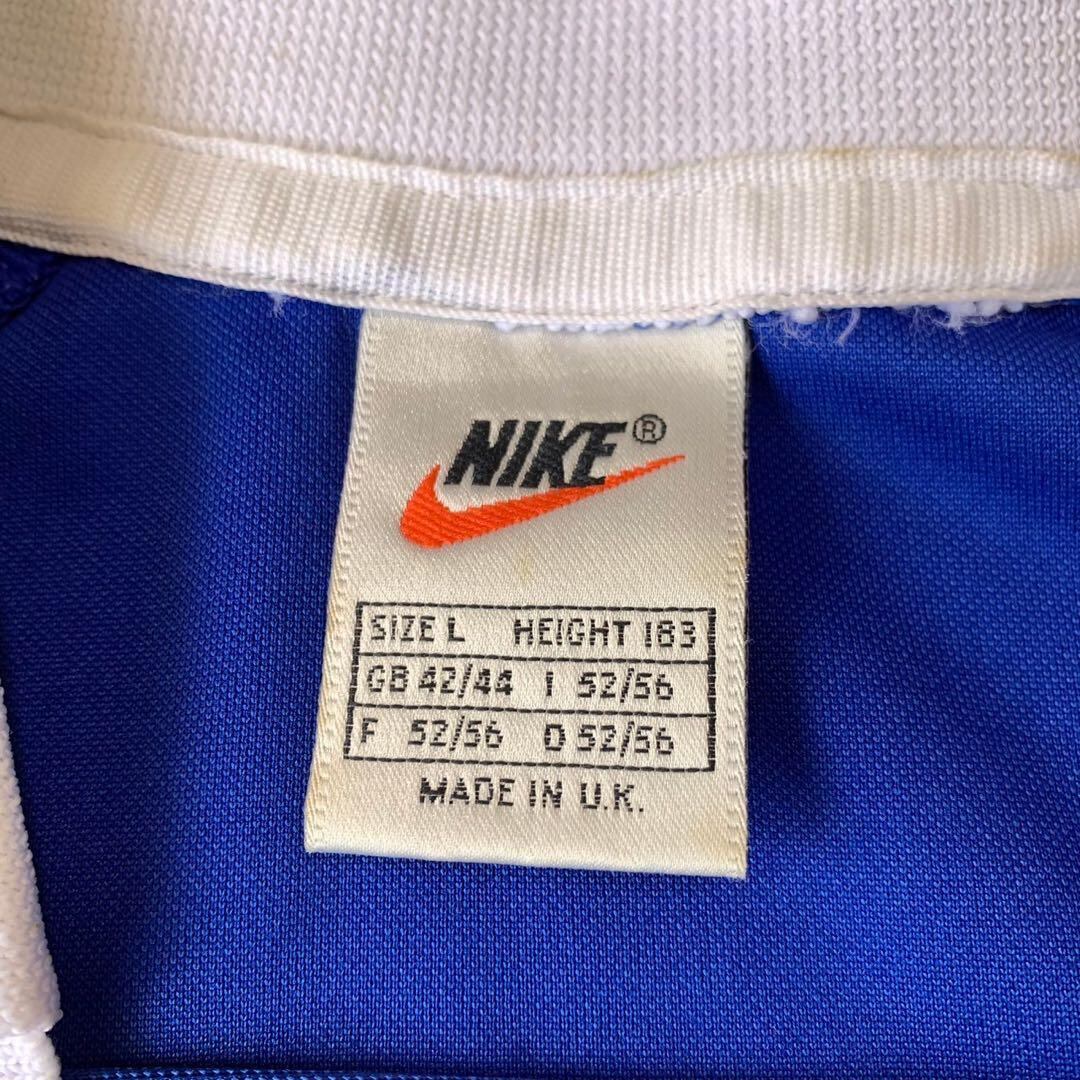 NIKE®
SIZE L HEIGHT 183
GB 42/44 I 52/56
F 52/56 D 52/56
MADE IN U.K.